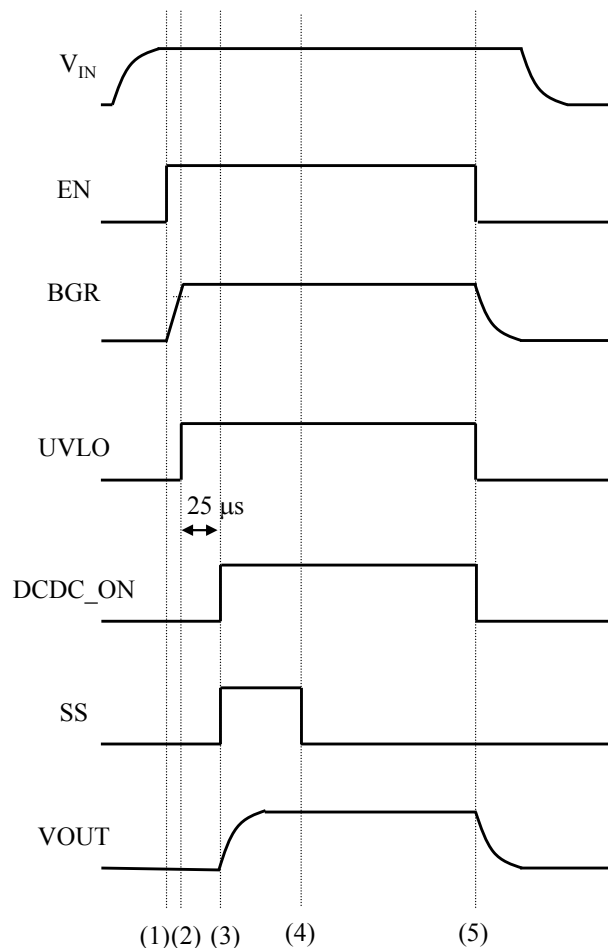 VIN
EN
BGR
UVLO
25 μs
DCDC_ON
SS
VOUT
(1) (2) (3) (4) (5)